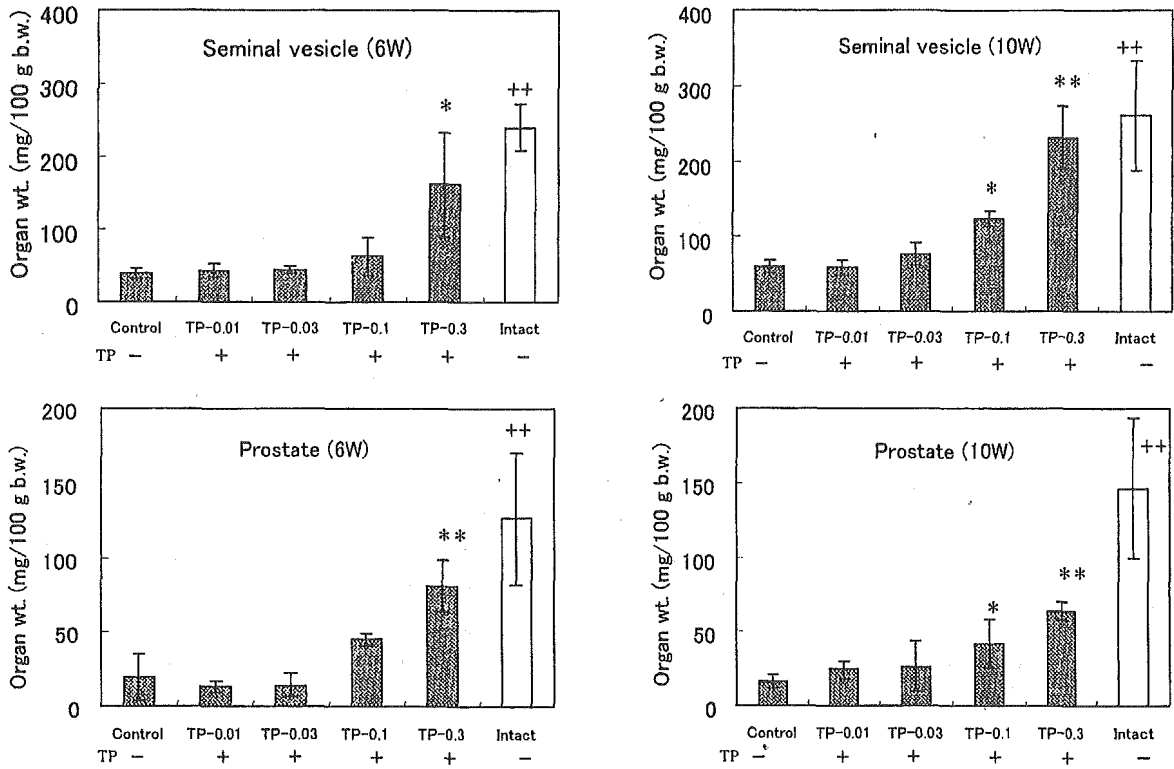 Seminal vesicle (6W)
Organ wt. (mg/100 g b.w.)
400
300
200
100
0
* ++
Control TP-0.01 TP-0.03 TP-0.1 TP-0.3 Intact
TP − + + + + −
Seminal vesicle (10W)
Organ wt. (mg/100 g b.w.)
400
300
200
100
0
* ** ++
Control TP-0.01 TP-0.03 TP-0.1 TP-0.3 Intact
TP − + + + + −
Prostate (6W)
Organ wt. (mg/100 g b.w.)
200
150
100
50
0
** ++
Control TP-0.01 TP-0.03 TP-0.1 TP-0.3 Intact
TP − + + + + −
Prostate (10W)
Organ wt. (mg/100 g b.w.)
200
150
100
50
0
* ** ++
Control TP-0.01 TP-0.03 TP-0.1 TP-0.3 Intact
TP − + + + + −